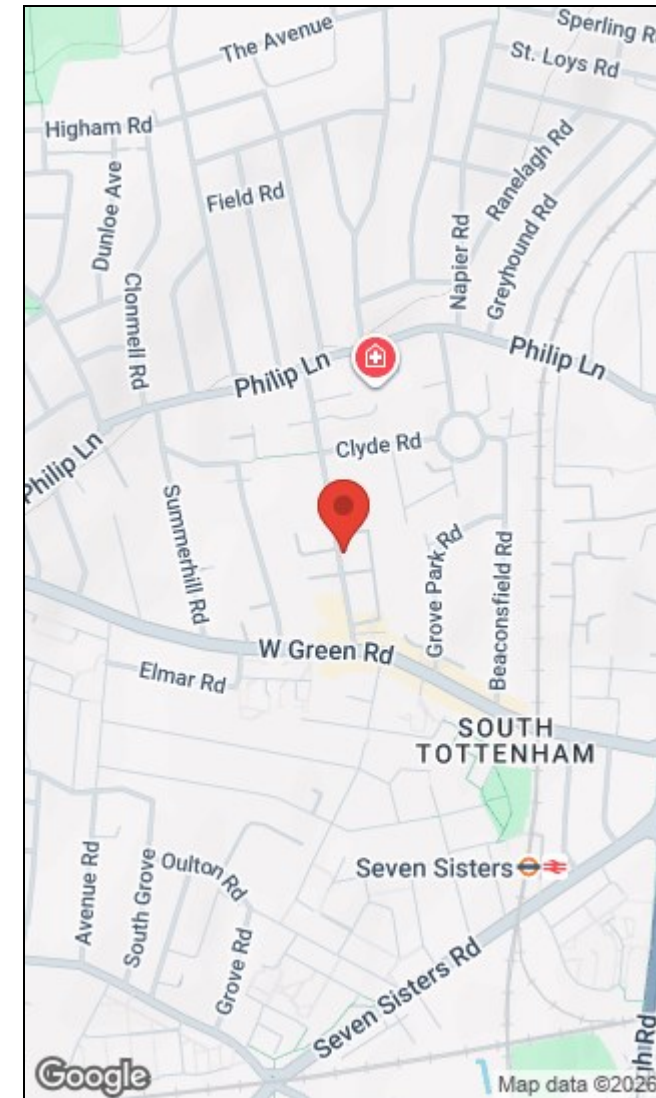 Sperling R
The Avenue
St. Loys Rd
Higham Rd
Ranelagh Rd
Dunloe Ave
Field Rd
Greyhound Rd
Napier Rd
Clonmell Rd
Philip Ln
Philip Ln
Clyde Rd
Philip Ln
Summerhill Rd
Grove Park Rd
Beaconsfield Rd
W Green Rd
Elmar Rd
SOUTH
TOTTENHAM
Avenue Rd
South Grove
Oulton Rd
Seven Sisters
Grove Rd
Seven Sisters Rd
gh Rd
Google
Map data ©2026